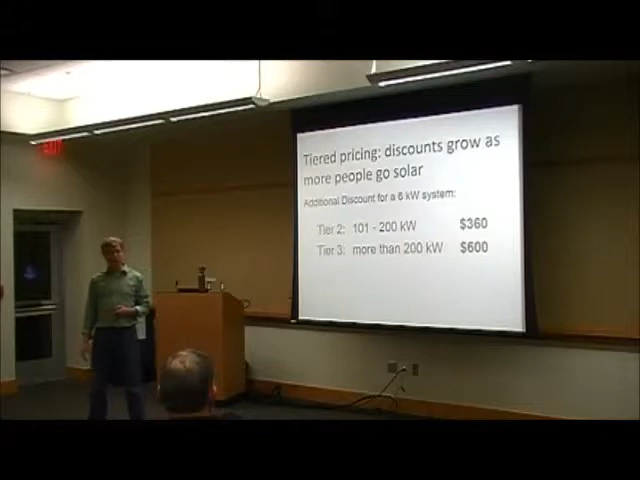 EXIT
Tiered pricing: discounts grow as
more people go solar
Additional Discount for a 6 kW system:
Tier 2: 101 - 200 kW $360
Tier 3: more than 200 kW $600